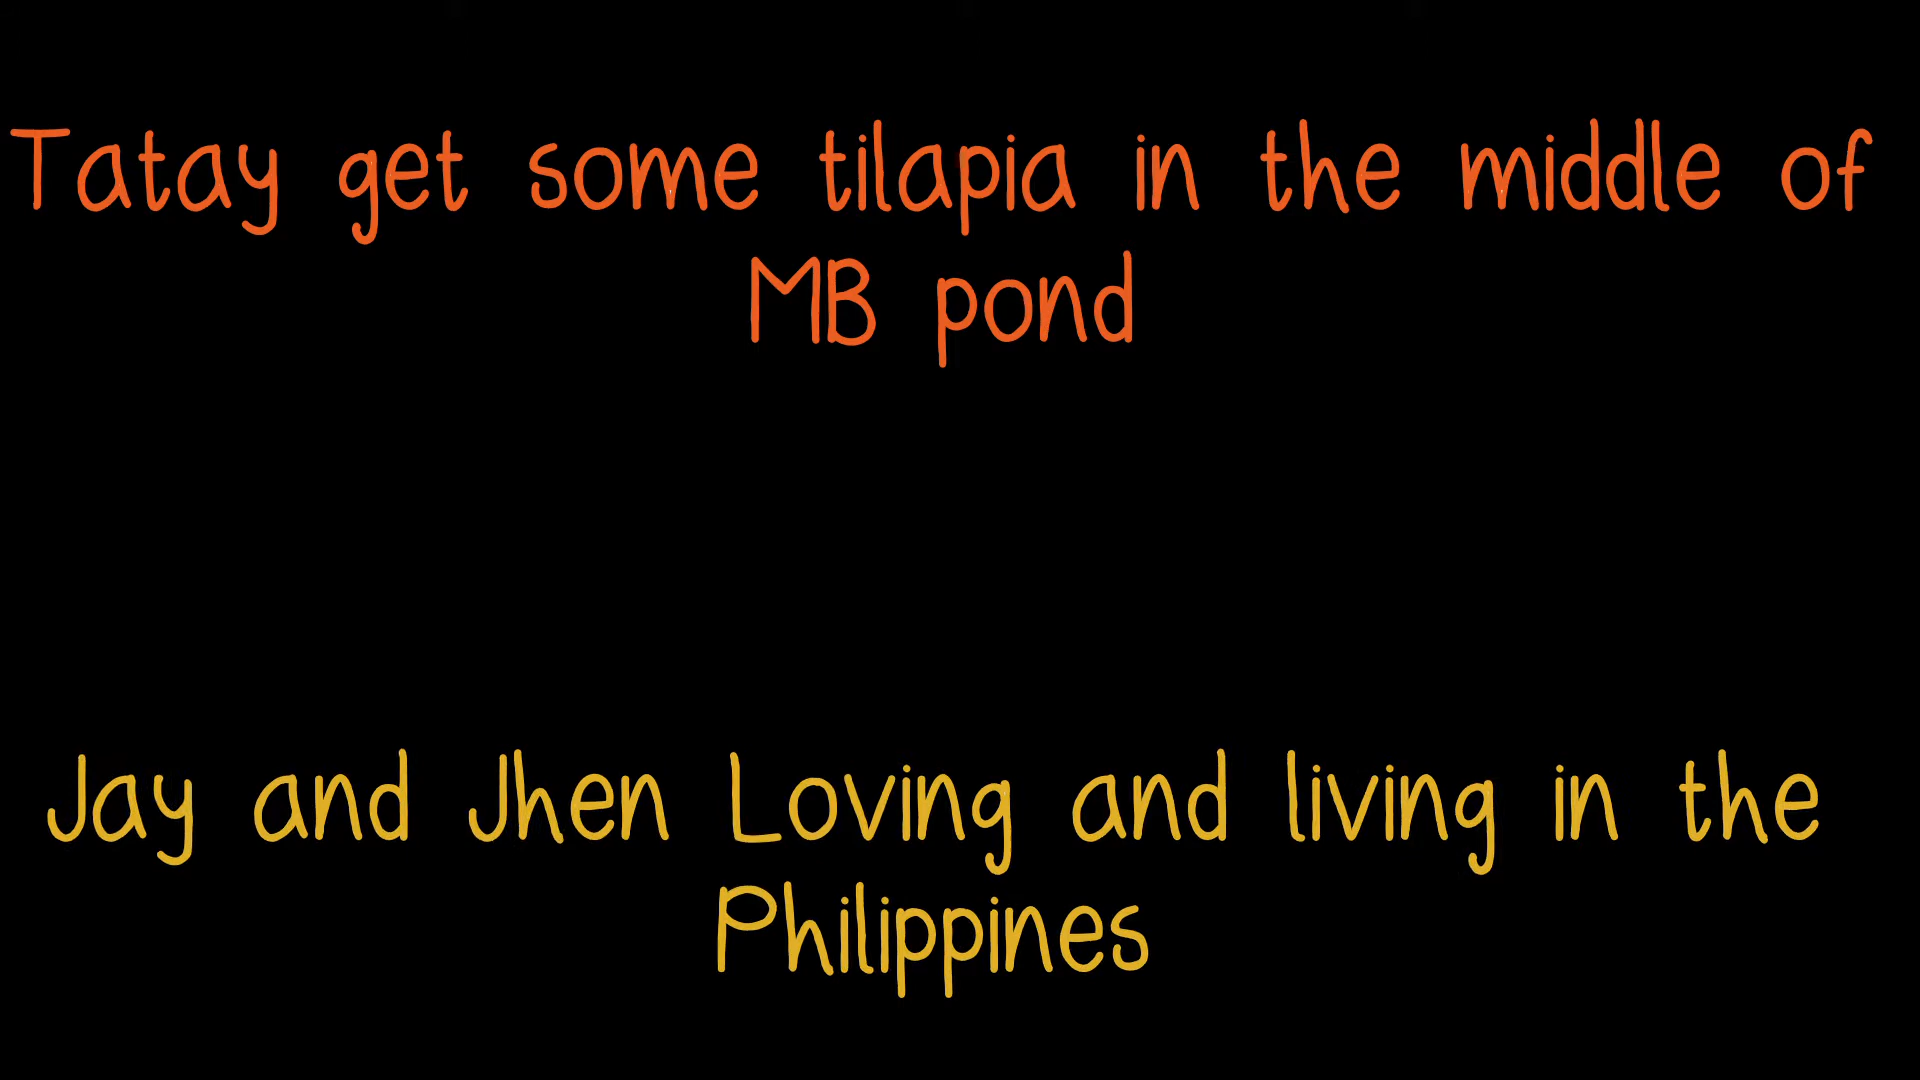 Tatay get some tilapia in the middle of
MB pond
Jay and Jhen Loving and living in the
Philippines